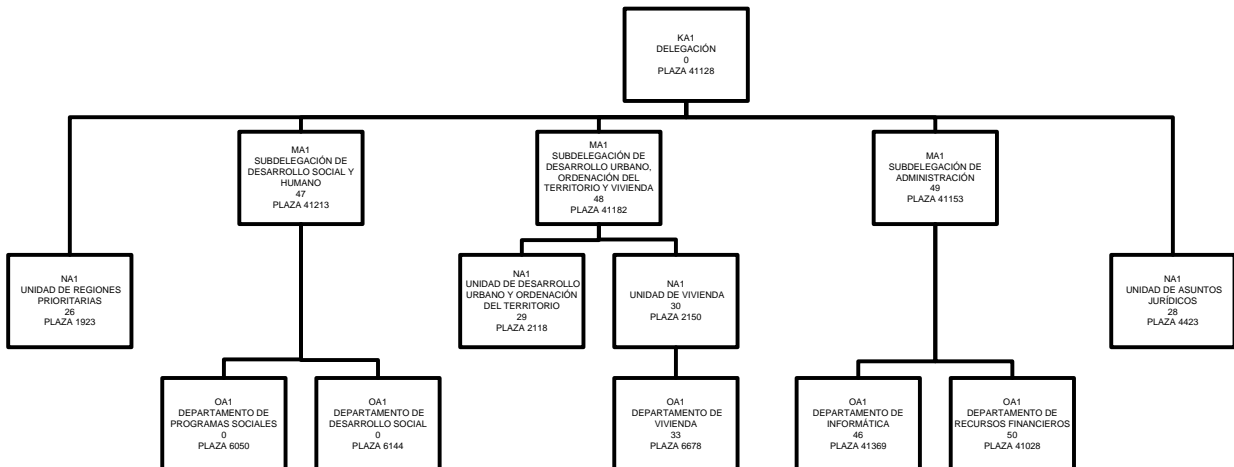 KA1
DELEGACIÓN
0
PLAZA 41128
MA1
SUBDELEGACIÓN DE
DESARROLLO SOCIAL Y
HUMANO
47
PLAZA 41213
MA1
SUBDELEGACIÓN DE
DESARROLLO URBANO,
ORDENACIÓN DEL
TERRITORIO Y VIVIENDA
48
PLAZA 41182
MA1
SUBDELEGACIÓN DE
ADMINISTRACIÓN
49
PLAZA 41153
NA1
UNIDAD DE REGIONES
PRIORITARIAS
26
PLAZA 1923
NA1
UNIDAD DE DESARROLLO
URBANO Y ORDENACIÓN
DEL TERRITORIO
29
PLAZA 2118
NA1
UNIDAD DE VIVIENDA
30
PLAZA 2150
NA1
UNIDAD DE ASUNTOS
JURÍDICOS
28
PLAZA 4423
OA1
DEPARTAMENTO DE
PROGRAMAS SOCIALES
0
PLAZA 6050
OA1
DEPARTAMENTO DE
DESARROLLO SOCIAL
0
PLAZA 6144
OA1
DEPARTAMENTO DE
VIVIENDA
33
PLAZA 6678
OA1
DEPARTAMENTO DE
INFORMÁTICA
46
PLAZA 41369
OA1
DEPARTAMENTO DE
RECURSOS FINANCIEROS
50
PLAZA 41028